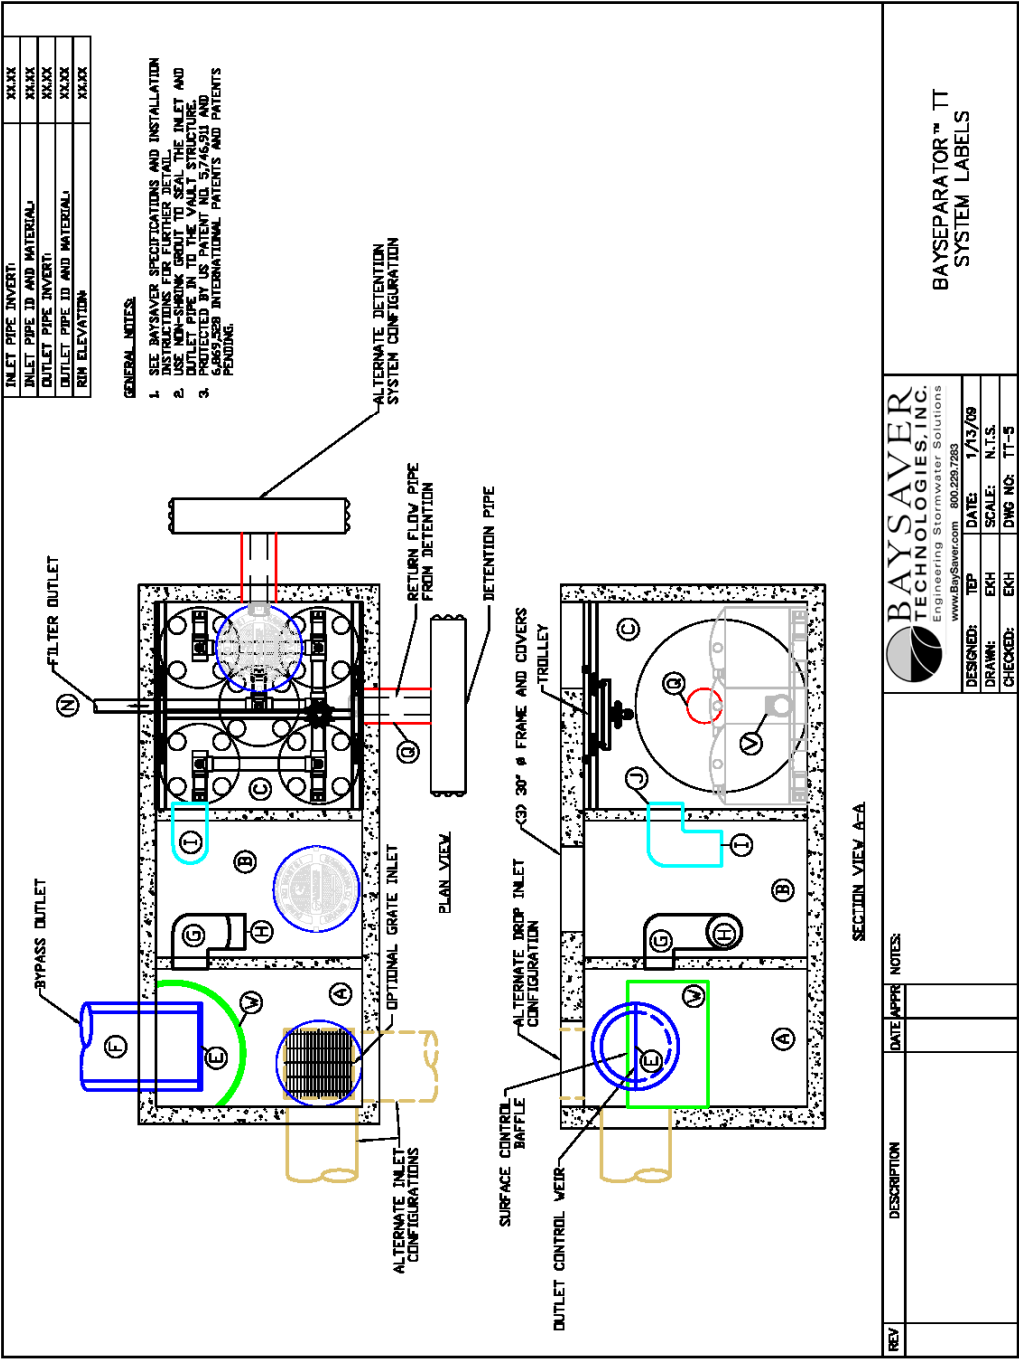 INLET PIPE INVERT: XX.XX
INLET PIPE ID AND MATERIAL: XX.XX
OUTLET PIPE INVERT: XX.XX
OUTLET PIPE ID AND MATERIAL: XX.XX
RIM ELEVATION: XX.XX
GENERAL NOTES:
1. SEE BAYSAVER SPECIFICATIONS AND INSTALLATION
INSTRUCTIONS FOR FURTHER DETAIL.
2. USE NON-SHRINK GROUT TO SEAL THE INLET AND
OUTLET PIPE IN TO THE VAULT STRUCTURE.
3. PROTECTED BY US PATENT NO. 5,746,911 AND
6,869,528 INTERNATIONAL PATENTS AND PATENTS
PENDING.
BYPASS OUTLET
FILTER OUTLET
N
F
E
W
A
G
H
B
I
C
Q
ALTERNATE DETENTION
SYSTEM CONFIGURATION
RETURN FLOW PIPE
FROM DETENTION
DETENTION PIPE
OPTIONAL GRATE INLET
ALTERNATE INLET
CONFIGURATIONS
PLAN VIEW
SURFACE CONTROL
BAFFLE
OUTLET CONTROL WEIR
ALTERNATE DROP INLET
CONFIGURATION
(3) 30" Ø FRAME AND COVERS
TROLLEY
E
W
A
G
H
B
I
J
C
Q
V
SECTION VIEW A-A
REV
DESCRIPTION
DATE
APPR
NOTES:
BAYSAVER
TECHNOLOGIES, INC.
Engineering Stormwater Solutions
www.BaySaver.com 800.229.7283
DESIGNED: TEP DATE: 1/13/09
DRAWN: EKH SCALE: N.T.S.
CHECKED: EKH DWG NO: TT-5
BAYSEPARATOR™ TT
SYSTEM LABELS